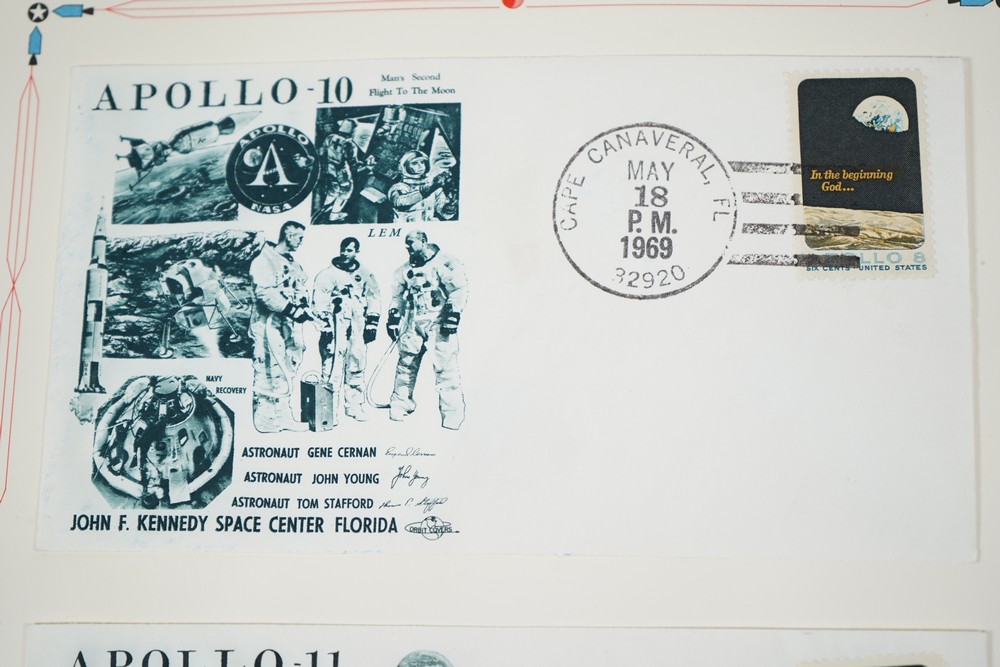 APOLLO-10
Man's Second
Flight To The Moon
APOLLO
NASA
LEM
NAVY
RECOVERY
ASTRONAUT GENE CERNAN
ASTRONAUT JOHN YOUNG John Young
ASTRONAUT TOM STAFFORD
JOHN F. KENNEDY SPACE CENTER FLORIDA
ORBIT COVERS
CAPE CANAVERAL, FL
MAY
18
P.M.
1969
32920
In the beginning
God...
APOLLO 8
SIX CENTS · UNITED STATES
APOLLO-11